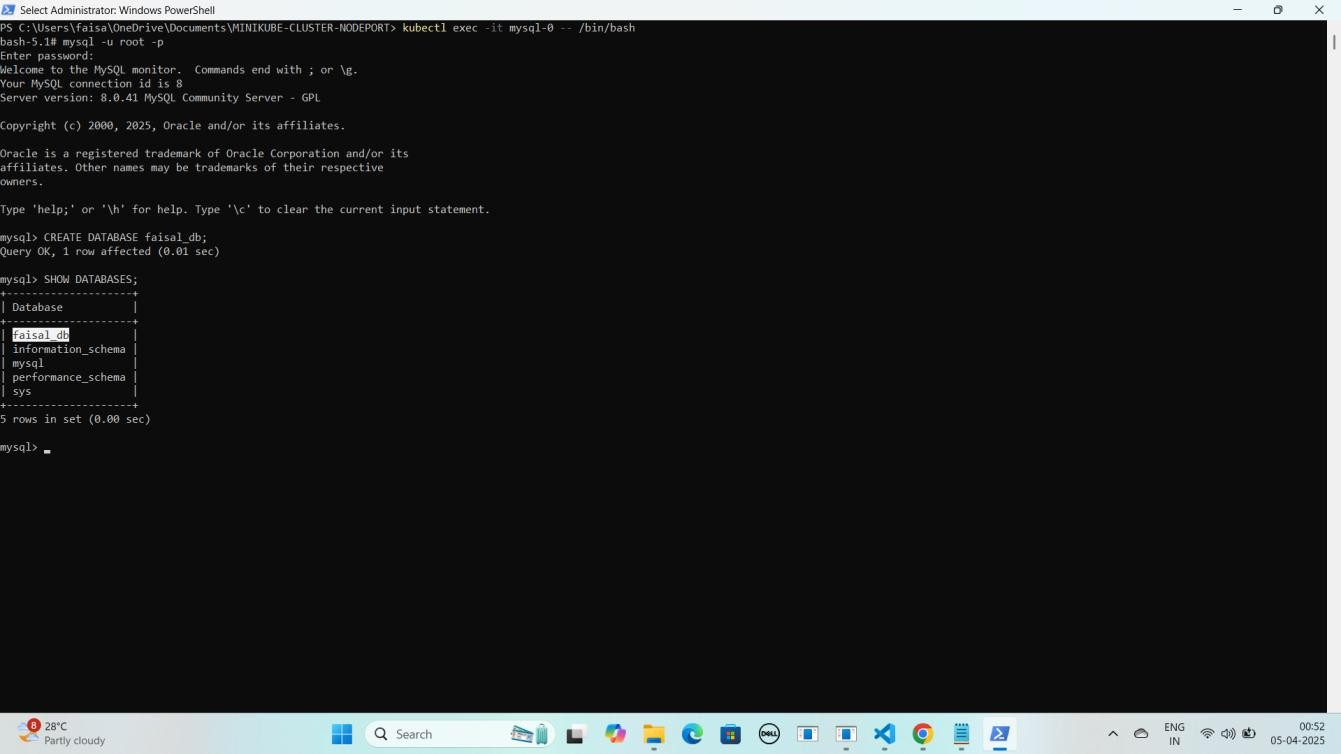 Select Administrator: Windows PowerShell
PS C:\Users\faisa\OneDrive\Documents\MINIKUBE-CLUSTER-NODEPORT> kubectl exec -it mysql-0 -- /bin/bash
bash-5.1# mysql -u root -p
Enter password:
Welcome to the MySQL monitor.  Commands end with ; or \g.
Your MySQL connection id is 8
Server version: 8.0.41 MySQL Community Server - GPL
Copyright (c) 2000, 2025, Oracle and/or its affiliates.
Oracle is a registered trademark of Oracle Corporation and/or its
affiliates. Other names may be trademarks of their respective
owners.
Type 'help;' or '\h' for help. Type '\c' to clear the current input statement.
mysql> CREATE DATABASE faisal_db;
Query OK, 1 row affected (0.01 sec)
mysql> SHOW DATABASES;
+--------------------+
| Database           |
+--------------------+
| faisal_db          |
| information_schema |
| mysql              |
| performance_schema |
| sys                |
+--------------------+
5 rows in set (0.00 sec)
mysql>
8
28°C
Partly cloudy
Search
DELL
ENG
IN
00:52
05-04-2025